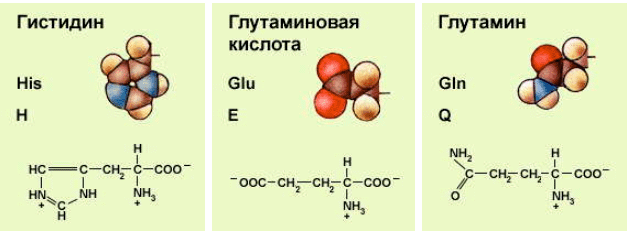 Гистидин
His
H
H
HC CH2 C COO−
HN NH NH3
+ C +
H
Глутаминовая
кислота
Glu
E
H
−OOC–CH2–CH2–C–COO−
NH3
+
Глутамин
Gln
Q
NH2 H
C–CH2–CH2–C–COO−
O NH3
+